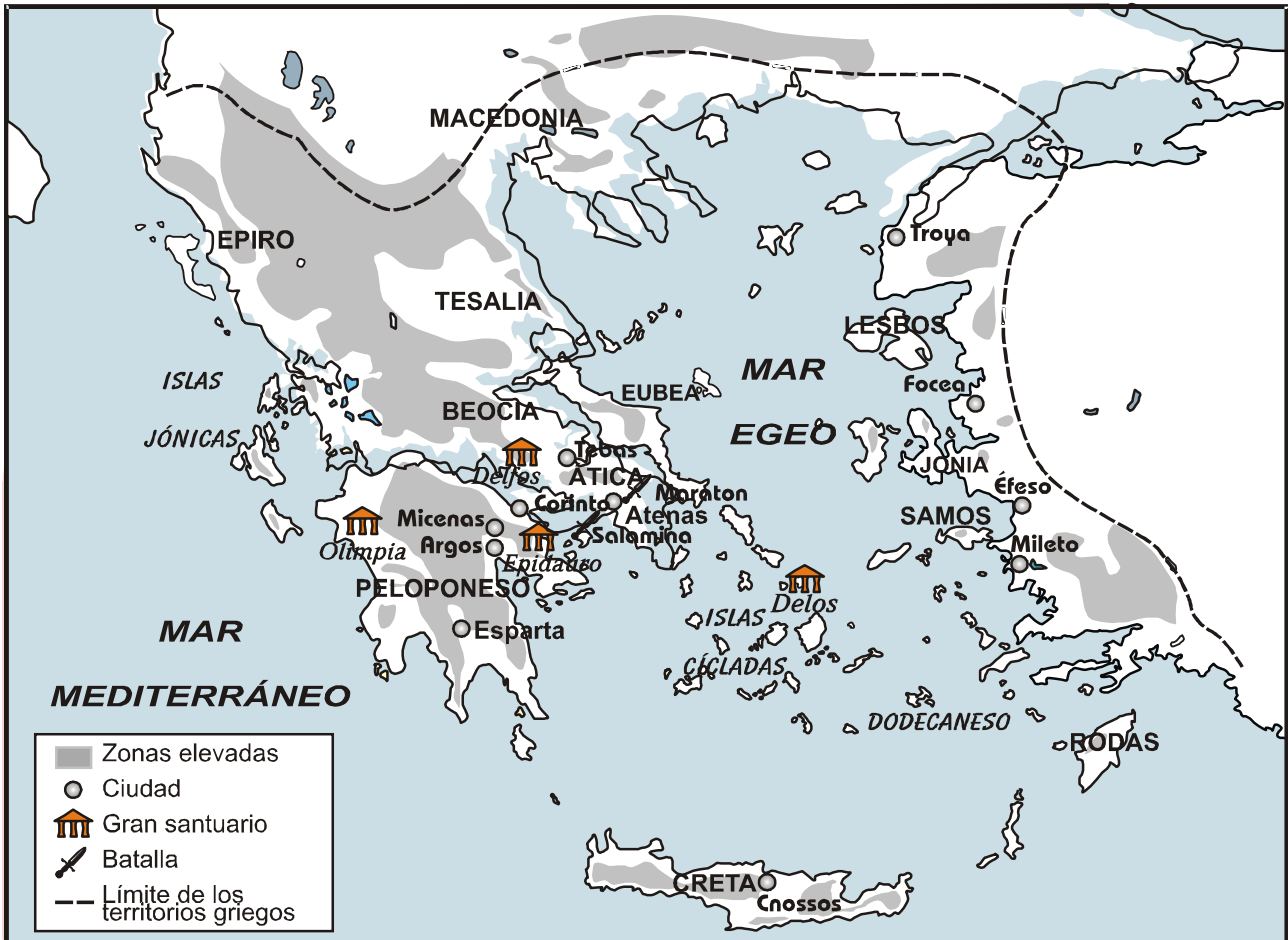 MACEDONIA
EPIRO
Troya
TESALIA
LESBOS
MAR
EGEO
ISLAS
JÓNICAS
Focea
EUBEA
BEOCIA
Tebas
Delfos
ÁTICA
JONIA
Éfeso
Maráton
Corinto
Atenas
Micenas
SAMOS
Olimpia
Argos
Salamina
Epidauro
Mileto
PELOPONESO
Delos
ISLAS
CÍCLADAS
Esparta
MAR
MEDITERRÁNEO
DODECANESO
RODAS
CRETA
Cnossos
Zonas elevadas
Ciudad
Gran santuario
Batalla
Límite de los
territorios griegos